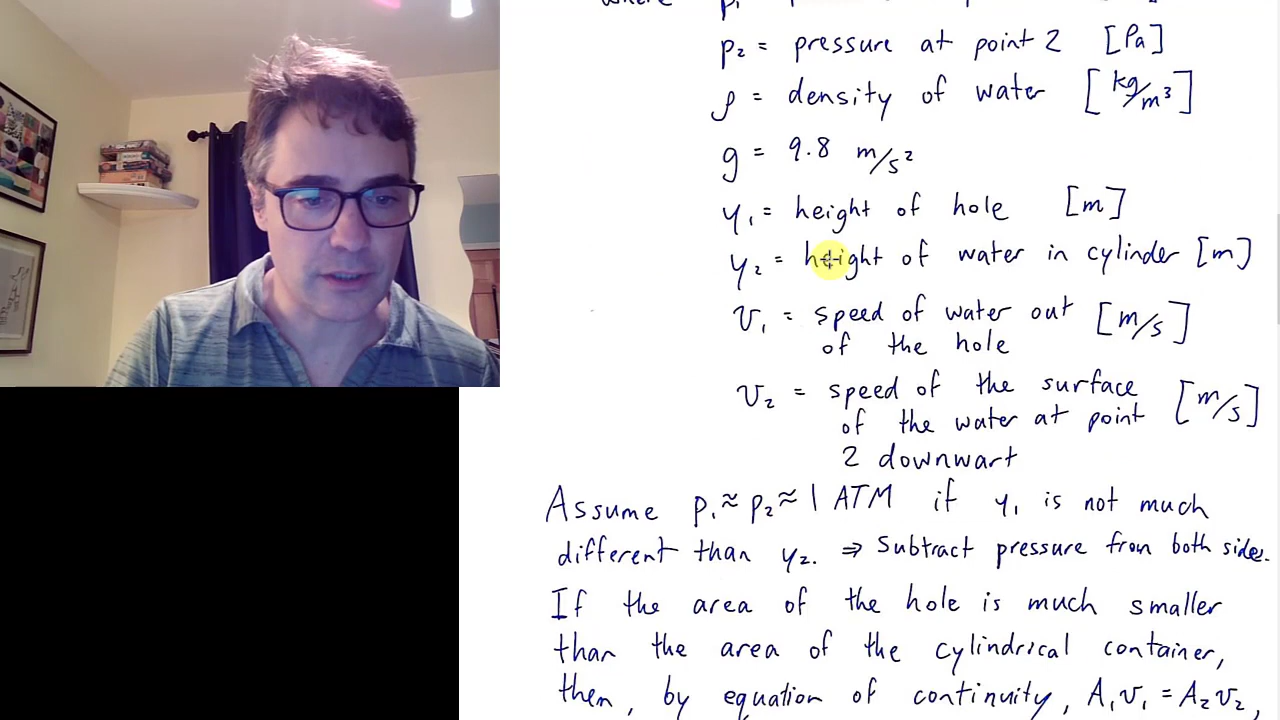 p₂ = pressure at point 2 [Pa]
ρ = density of water [kg/m³]
g = 9.8 m/s²
y₁ = height of hole [m]
y₂ = height of water in cylinder [m]
v₁ = speed of water out [m/s]
of the hole
v₂ = speed of the surface [m/s]
of the water at point
2 downwart
Assume p₁ ≈ p₂ ≈ 1 ATM if y₁ is not much
different than y₂. ⇒ Subtract pressure from both sides.
If the area of the hole is much smaller
than the area of the cylindrical container,
then, by equation of continuity, A₁v₁ = A₂v₂,